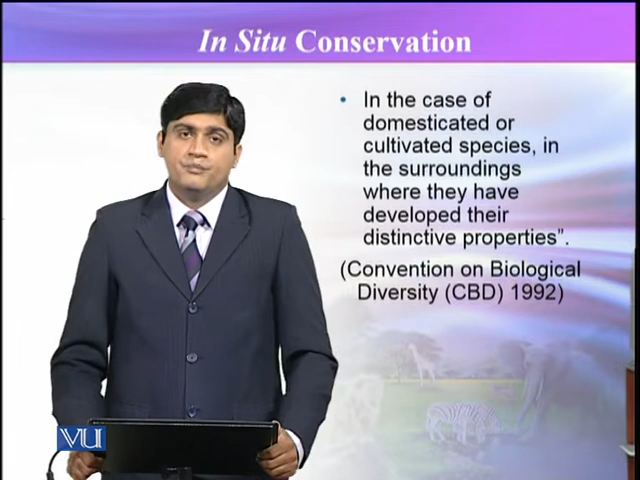 In Situ Conservation
• In the case of
domesticated or
cultivated species, in
the surroundings
where they have
developed their
distinctive properties”.
(Convention on Biological
Diversity (CBD) 1992)
VU